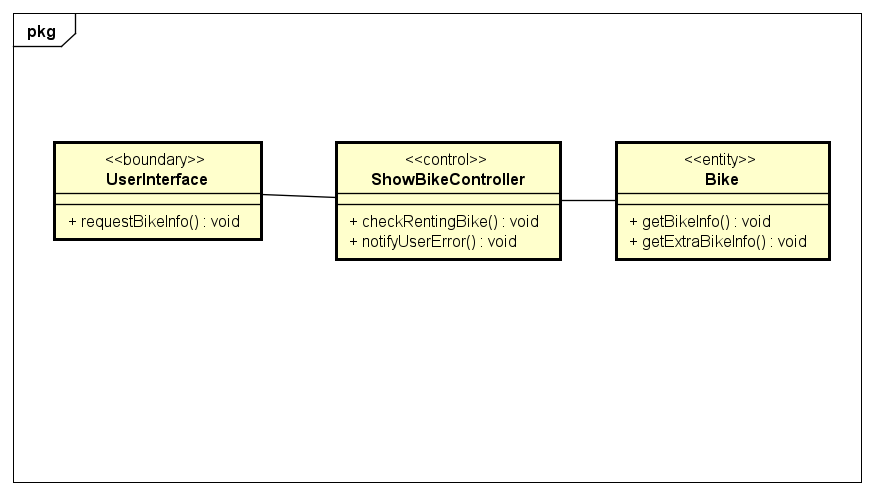 pkg
<<boundary>>
UserInterface
+ requestBikeInfo() : void
<<control>>
ShowBikeController
+ checkRentingBike() : void
+ notifyUserError() : void
<<entity>>
Bike
+ getBikeInfo() : void
+ getExtraBikeInfo() : void